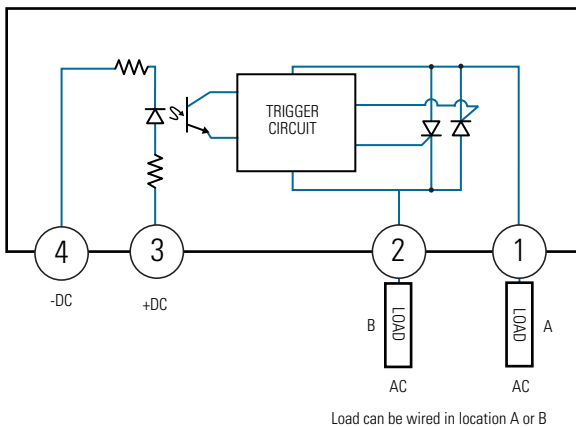 TRIGGER
CIRCUIT
4
3
2
1
-DC
+DC
B
LOAD
LOAD
A
AC
AC
Load can be wired in location A or B